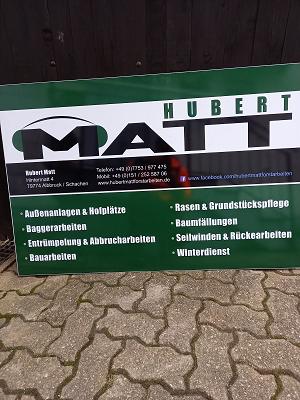 HUBERT
MATT
Hubert Matt
Hintermatt 4
79774 Albbruck / Schachen
Telefon: +49 (0)7753 / 977 475
Mobil: +49 (0)151 / 252 587 06
www.hubertmattforstarbeiten.de
www.facebook.com/hubertmattforstarbeiten
• Außenanlagen & Hofplätze
• Baggerarbeiten
• Entrümpelung & Abbrucharbeiten
• Bauarbeiten
• Rasen & Grundstückspflege
• Baumfällungen
• Seilwinden & Rückearbeiten
• Winterdienst